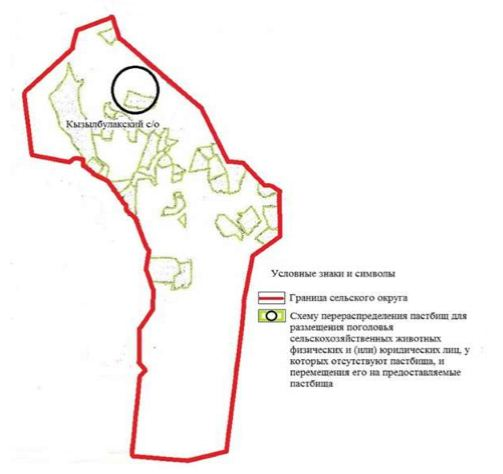 Кызылбулакский с/о
Условные знаки и символы
Граница сельского округа
Схему перераспределения пастбищ для
размещения поголовья
сельскохозяйственных животных
физических и (или) юридических лиц, у
которых отсутствуют пастбища, и
перемещения его на предоставляемые
пастбища